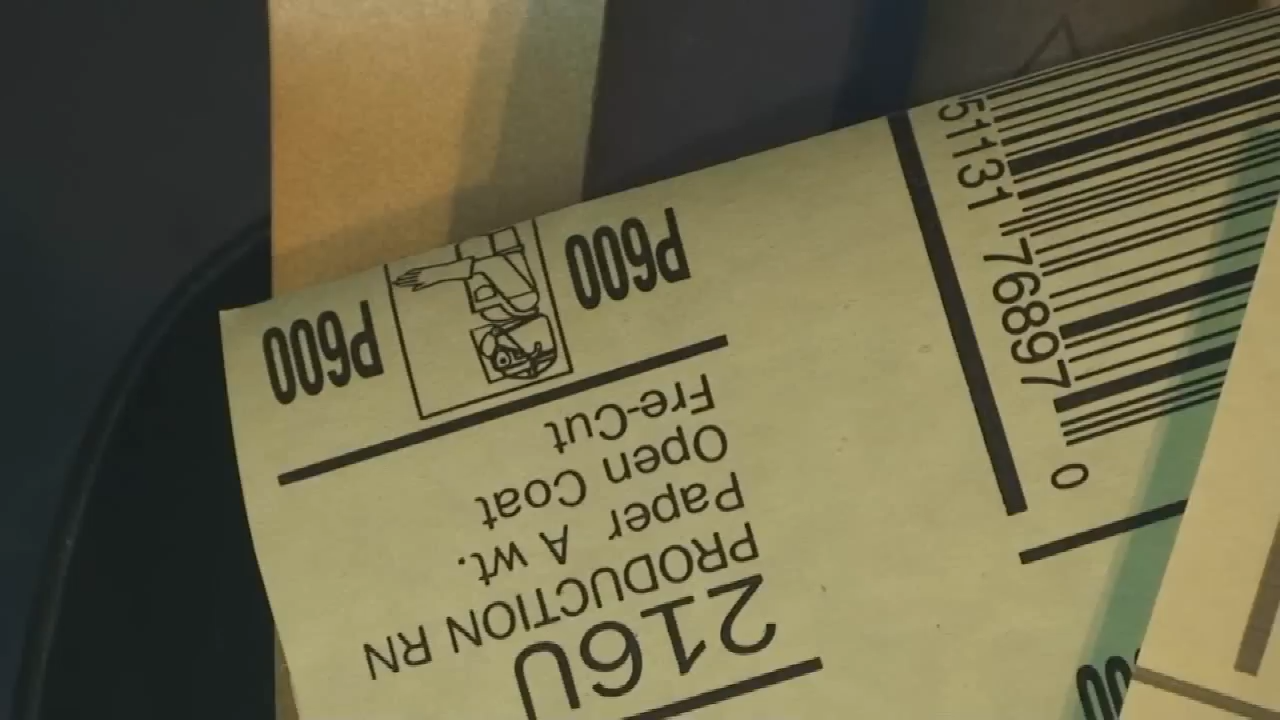 216U
PRODUCTION RN
Paper A wt.
Open Coat
Fre-Cut
P600 P600
0 51131 76897